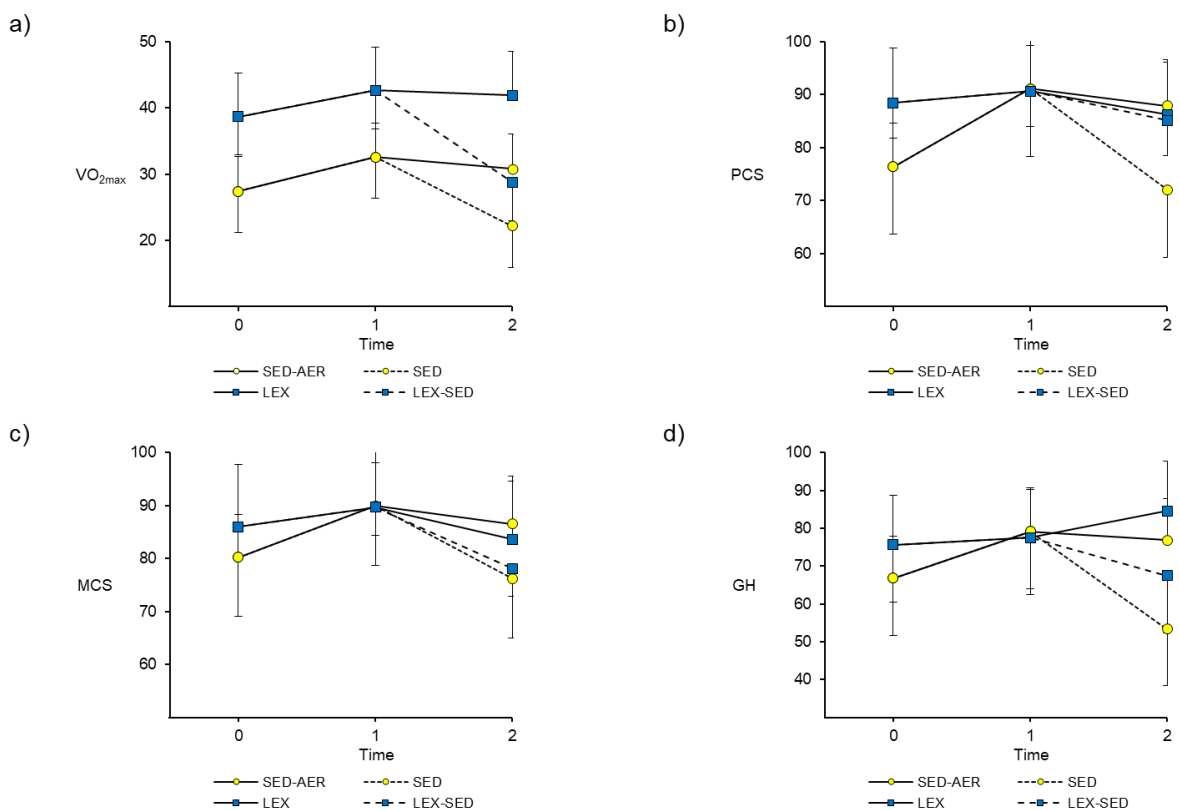 a)
50
40
30
20
VO2max
0 1 2
Time
SED-AER SED
LEX LEX-SED
b)
100
90
80
70
60
PCS
0 1 2
Time
SED-AER SED
LEX LEX-SED
c)
100
90
80
70
60
MCS
0 1 2
Time
SED-AER SED
LEX LEX-SED
d)
100
90
80
70
60
50
40
GH
0 1 2
Time
SED-AER SED
LEX LEX-SED